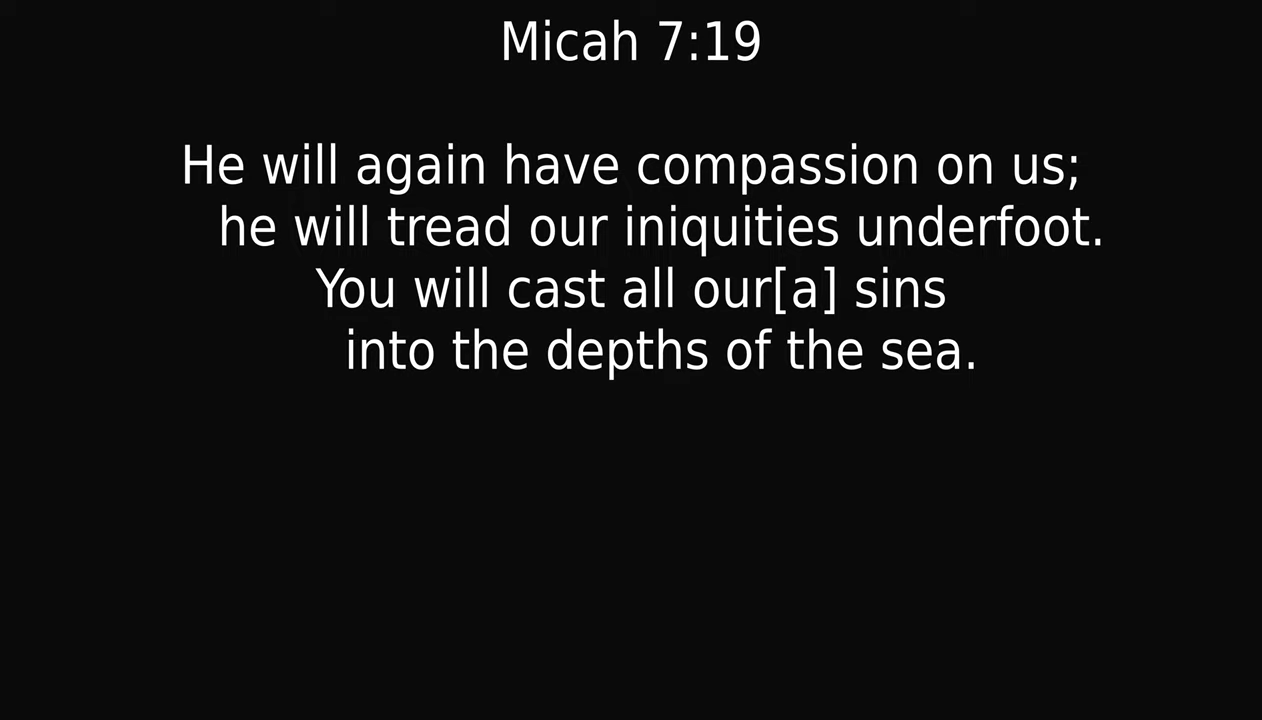 Micah 7:19
He will again have compassion on us;
he will tread our iniquities underfoot.
You will cast all our[a] sins
into the depths of the sea.